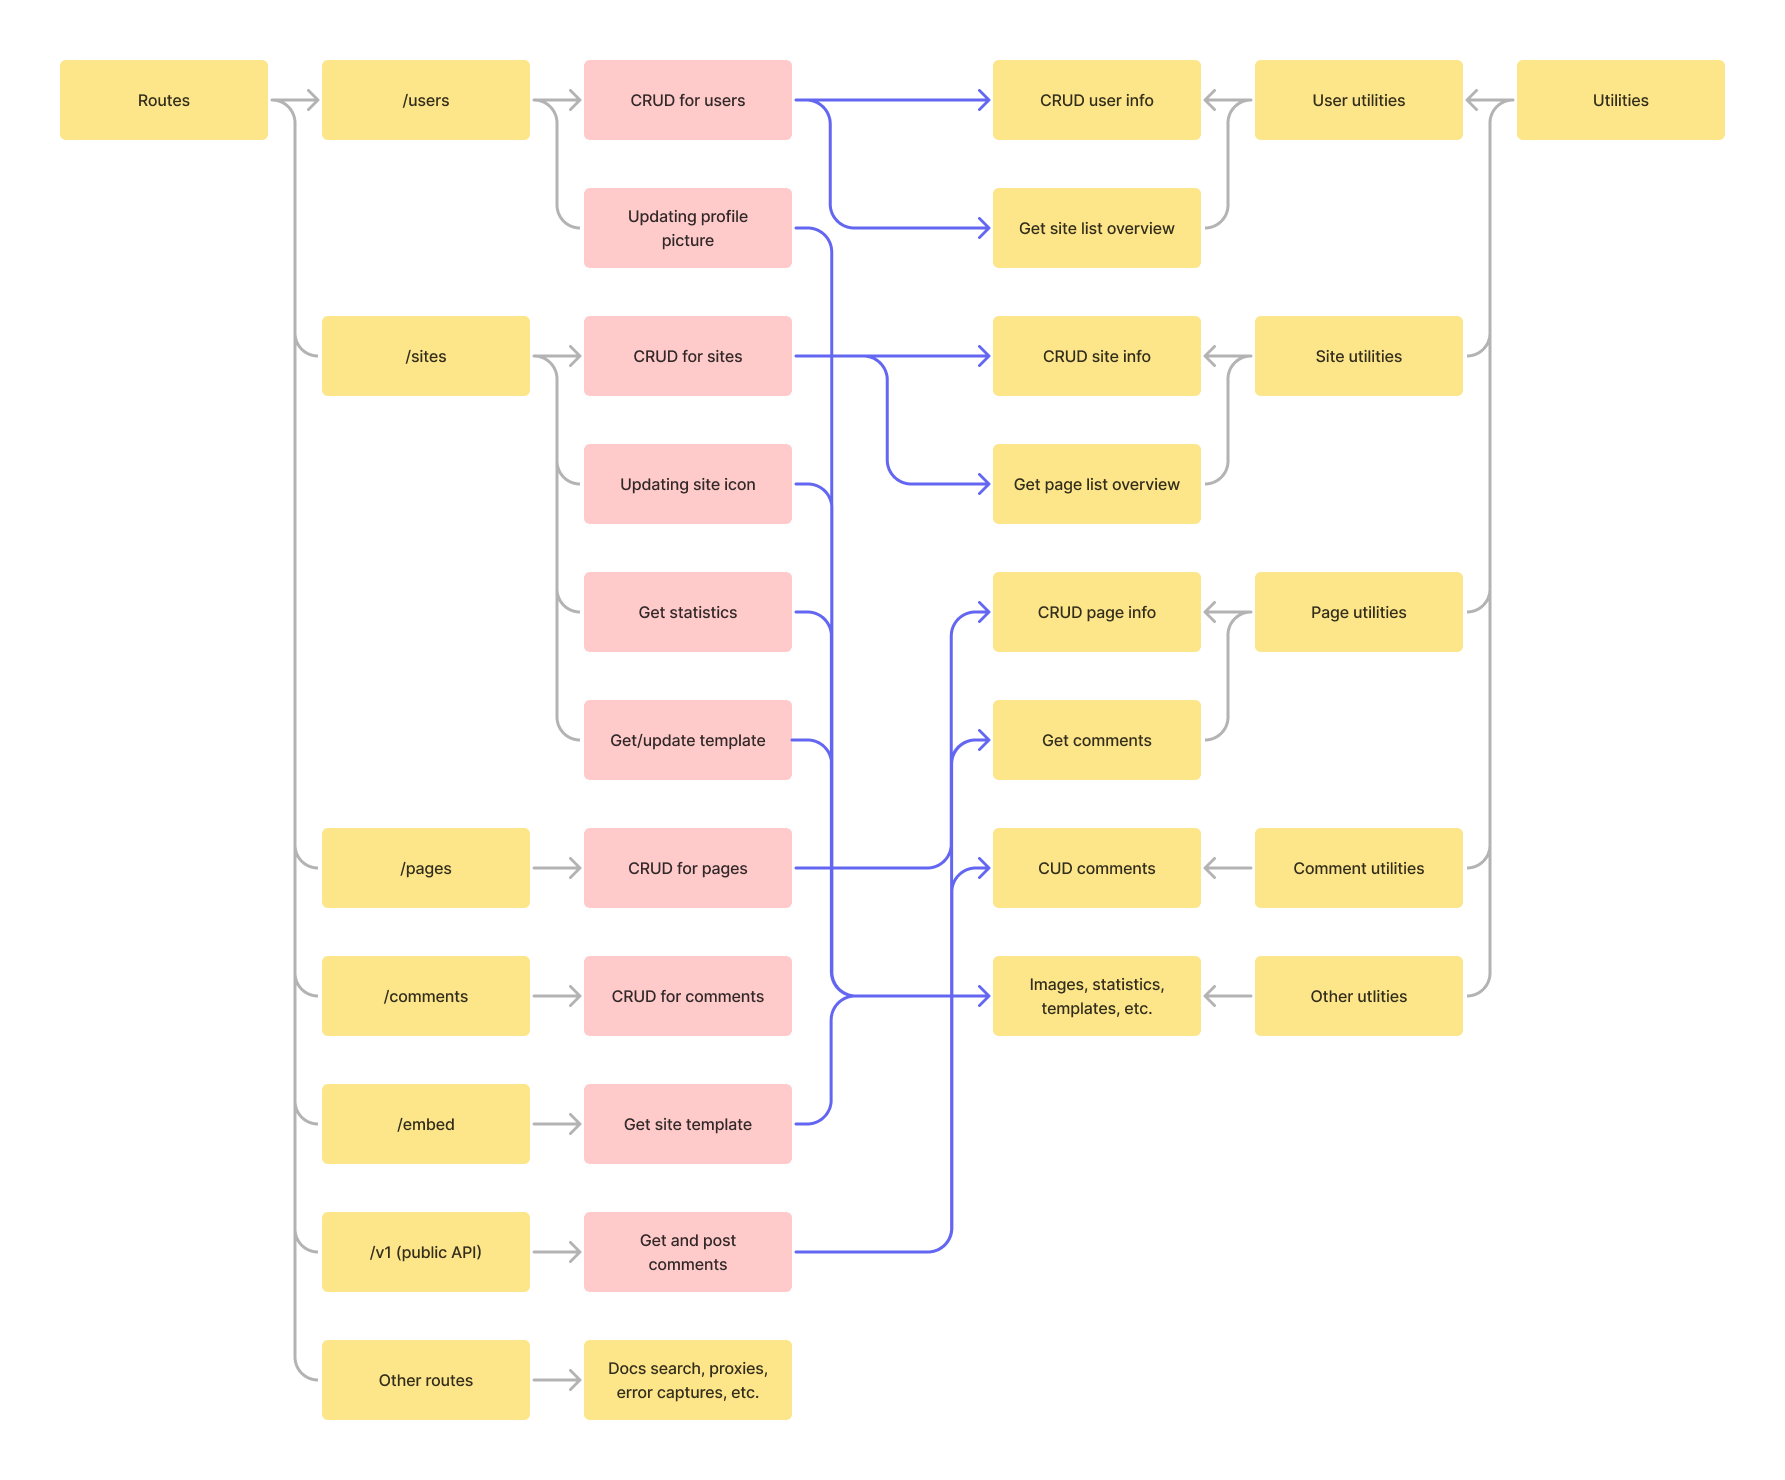 Routes
/users
CRUD for users
CRUD user info
User utilities
Utilities
Updating profile
picture
Get site list overview
/sites
CRUD for sites
CRUD site info
Site utilities
Updating site icon
Get page list overview
Get statistics
CRUD page info
Page utilities
Get/update template
Get comments
/pages
CRUD for pages
CUD comments
Comment utilities
/comments
CRUD for comments
Images, statistics,
templates, etc.
Other utlities
/embed
Get site template
/v1 (public API)
Get and post
comments
Other routes
Docs search, proxies,
error captures, etc.